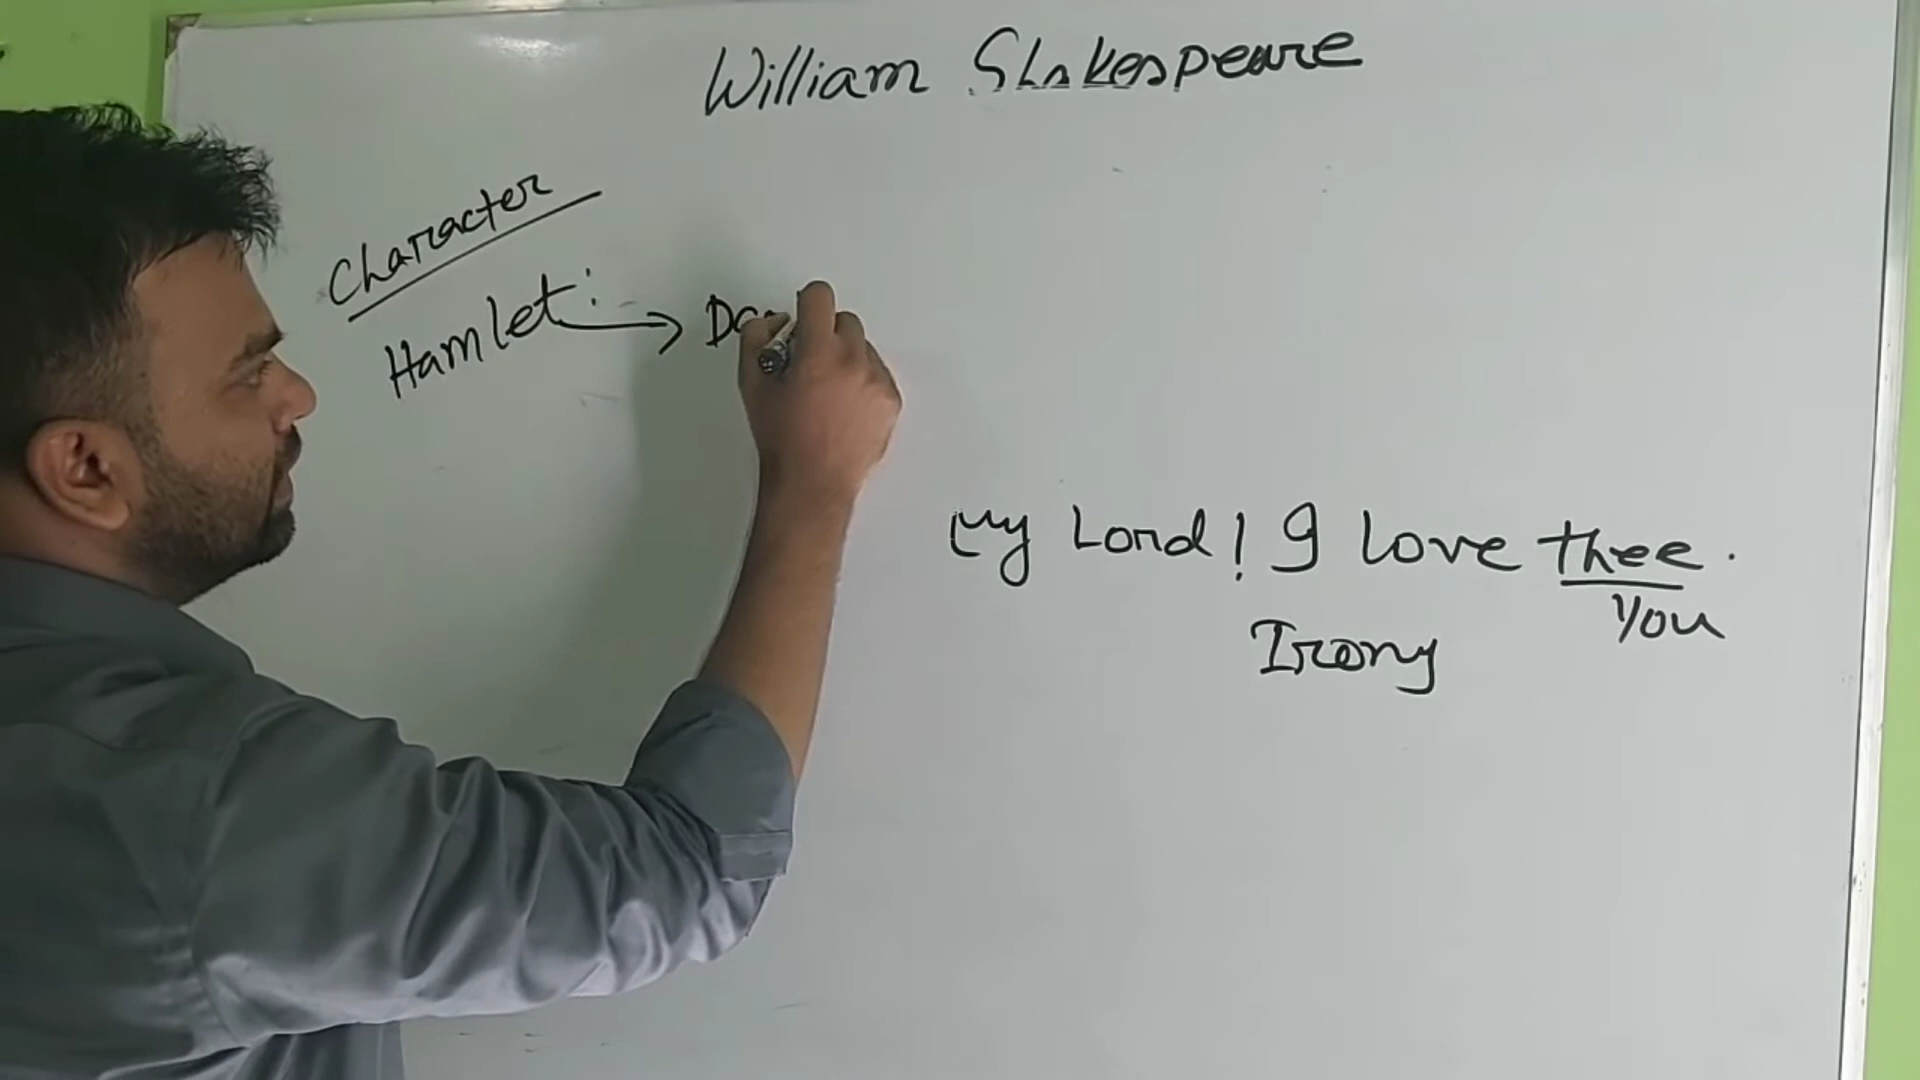 William Shakespeare
Character
Hamlet :
My Lord! I Love thee.
you
Irony